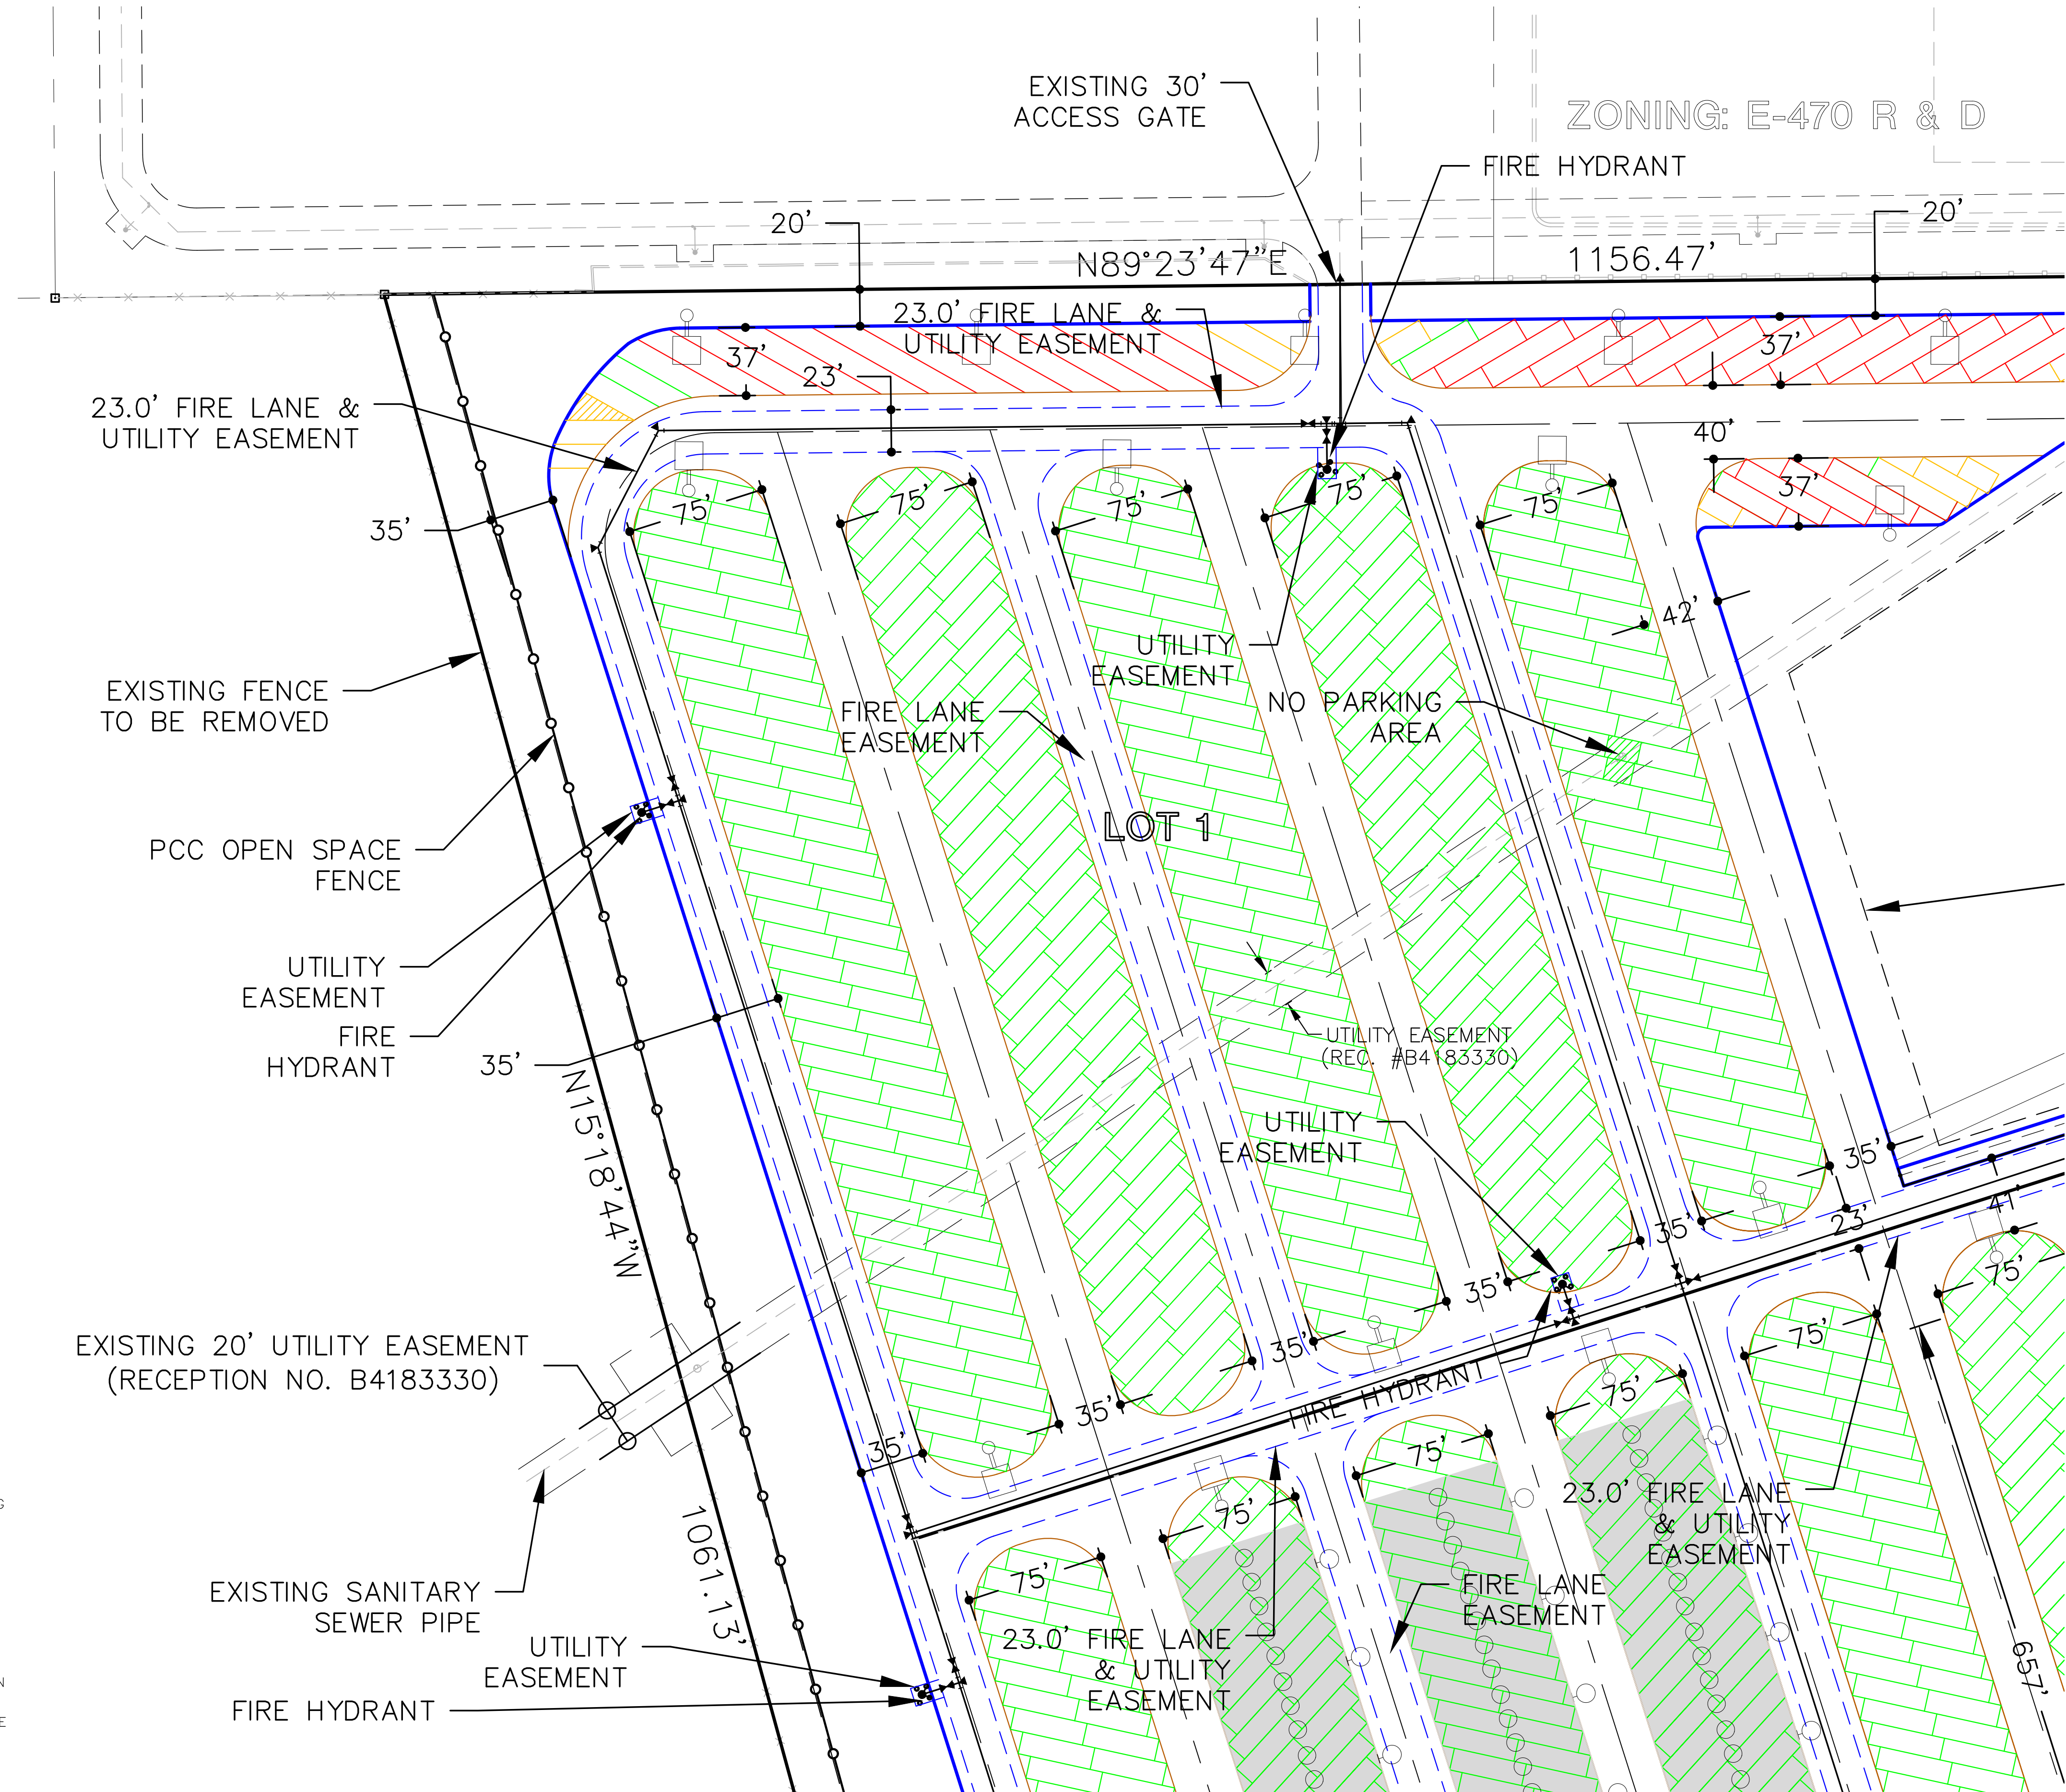 EXISTING 30'
ACCESS GATE
ZONING: E-470 R & D
FIRE HYDRANT
20'
20'
N89°23'47"E
1156.47'
23.0' FIRE LANE &
UTILITY EASEMENT
37'
37'
23'
23.0' FIRE LANE &
UTILITY EASEMENT
40'
37'
75'
75'
75'
75'
75'
35'
42'
UTILITY
EASEMENT
EXISTING FENCE
TO BE REMOVED
FIRE LANE
EASEMENT
NO PARKING
AREA
LOT 1
PCC OPEN SPACE
FENCE
UTILITY
EASEMENT
FIRE
HYDRANT
35'
UTILITY EASEMENT
(REC. #B4183330)
N15°18'44"W
UTILITY
EASEMENT
35'
41'
23'
35'
75'
35'
EXISTING 20' UTILITY EASEMENT
(RECEPTION NO. B4183330)
35'
75'
FIRE HYDRANT
75'
35'
35'
75'
23.0' FIRE LANE
& UTILITY
EASEMENT
G
75'
1061.13'
75'
EXISTING SANITARY
SEWER PIPE
FIRE LANE
EASEMENT
UTILITY
EASEMENT
23.0' FIRE LANE
& UTILITY
EASEMENT
657'
N
FIRE HYDRANT
E